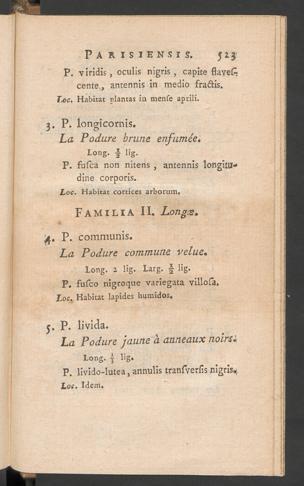 PARISIENSIS. 523
P. viridis, oculis nigris, capite flaves-
cente, antennis in medio fractis.
Loc. Habitat plantas in mense aprili.
3. P. longicornis.
La Podure brune enfumée.
Long. ½ lig.
P. fusca non nitens, antennis longitu-
dine corporis.
Loc. Habitat cortices arborum.
FAMILIA II. Longæ.
4. P. communis.
La Podure commune velue.
Long. 2 lig. Larg. ½ lig.
P. fusco nigroque variegata villosa.
Loc. Habitat lapides humidos.
5. P. livida.
La Podure jaune à anneaux noirs.
Long. lig.
P. livido-lutea, annulis transversis nigris.
Loc. Idem.